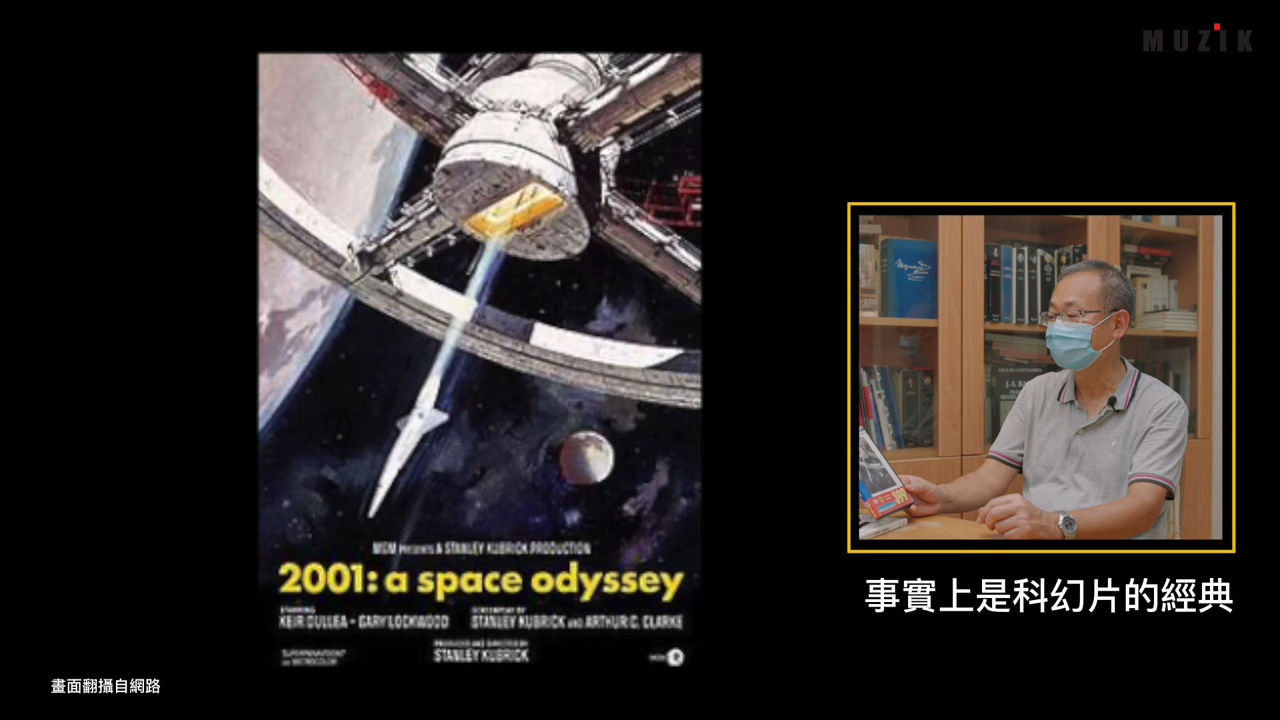 MUZIK
MGM PRESENTS A STANLEY KUBRICK PRODUCTION
2001: a space odyssey
STARRING
KEIR DULLEA · GARY LOCKWOOD
SCREENPLAY BY
STANLEY KUBRICK AND ARTHUR C. CLARKE
PRODUCED AND DIRECTED BY
STANLEY KUBRICK
事實上是科幻片的經典
畫面翻攝自網路